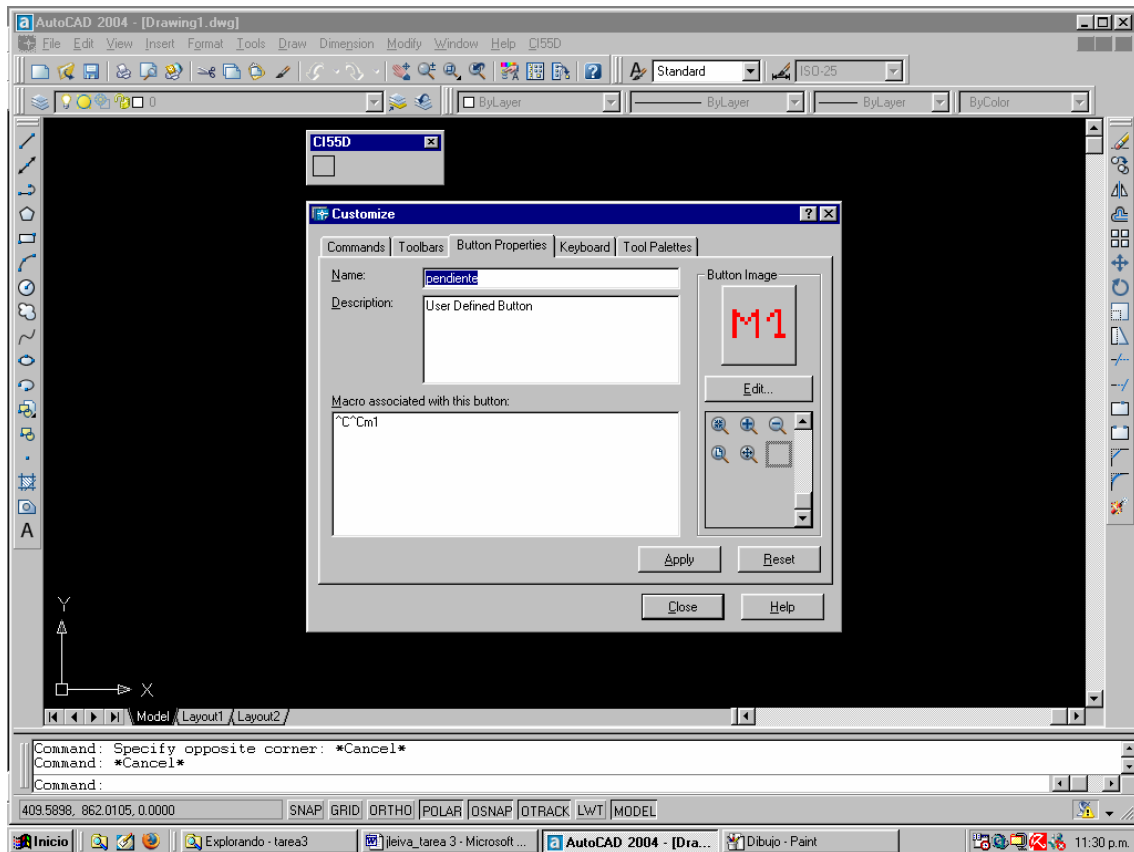 AutoCAD 2004 - [Drawing1.dwg]
File Edit View Insert Format Tools Draw Dimension Modify Window Help CI55D
Standard ISO-25
0 ByLayer ByLayer ByLayer ByColor
CI55D
Customize
Commands Toolbars Button Properties Keyboard Tool Palettes
Name: pendiente
Button Image
Description: User Defined Button
M1
Edit...
Macro associated with this button:
^C^Cm1
Apply Reset
Close Help
A
Y
X
Model Layout1 Layout2
Command: Specify opposite corner: *Cancel*
Command: *Cancel*
Command:
409.5898, 862.0105, 0.0000 SNAP GRID ORTHO POLAR OSNAP OTRACK LWT MODEL
Inicio Explorando - tarea3 jleiva_tarea 3 - Microsoft ... AutoCAD 2004 - [Dra... Dibujo - Paint 11:30 p.m.